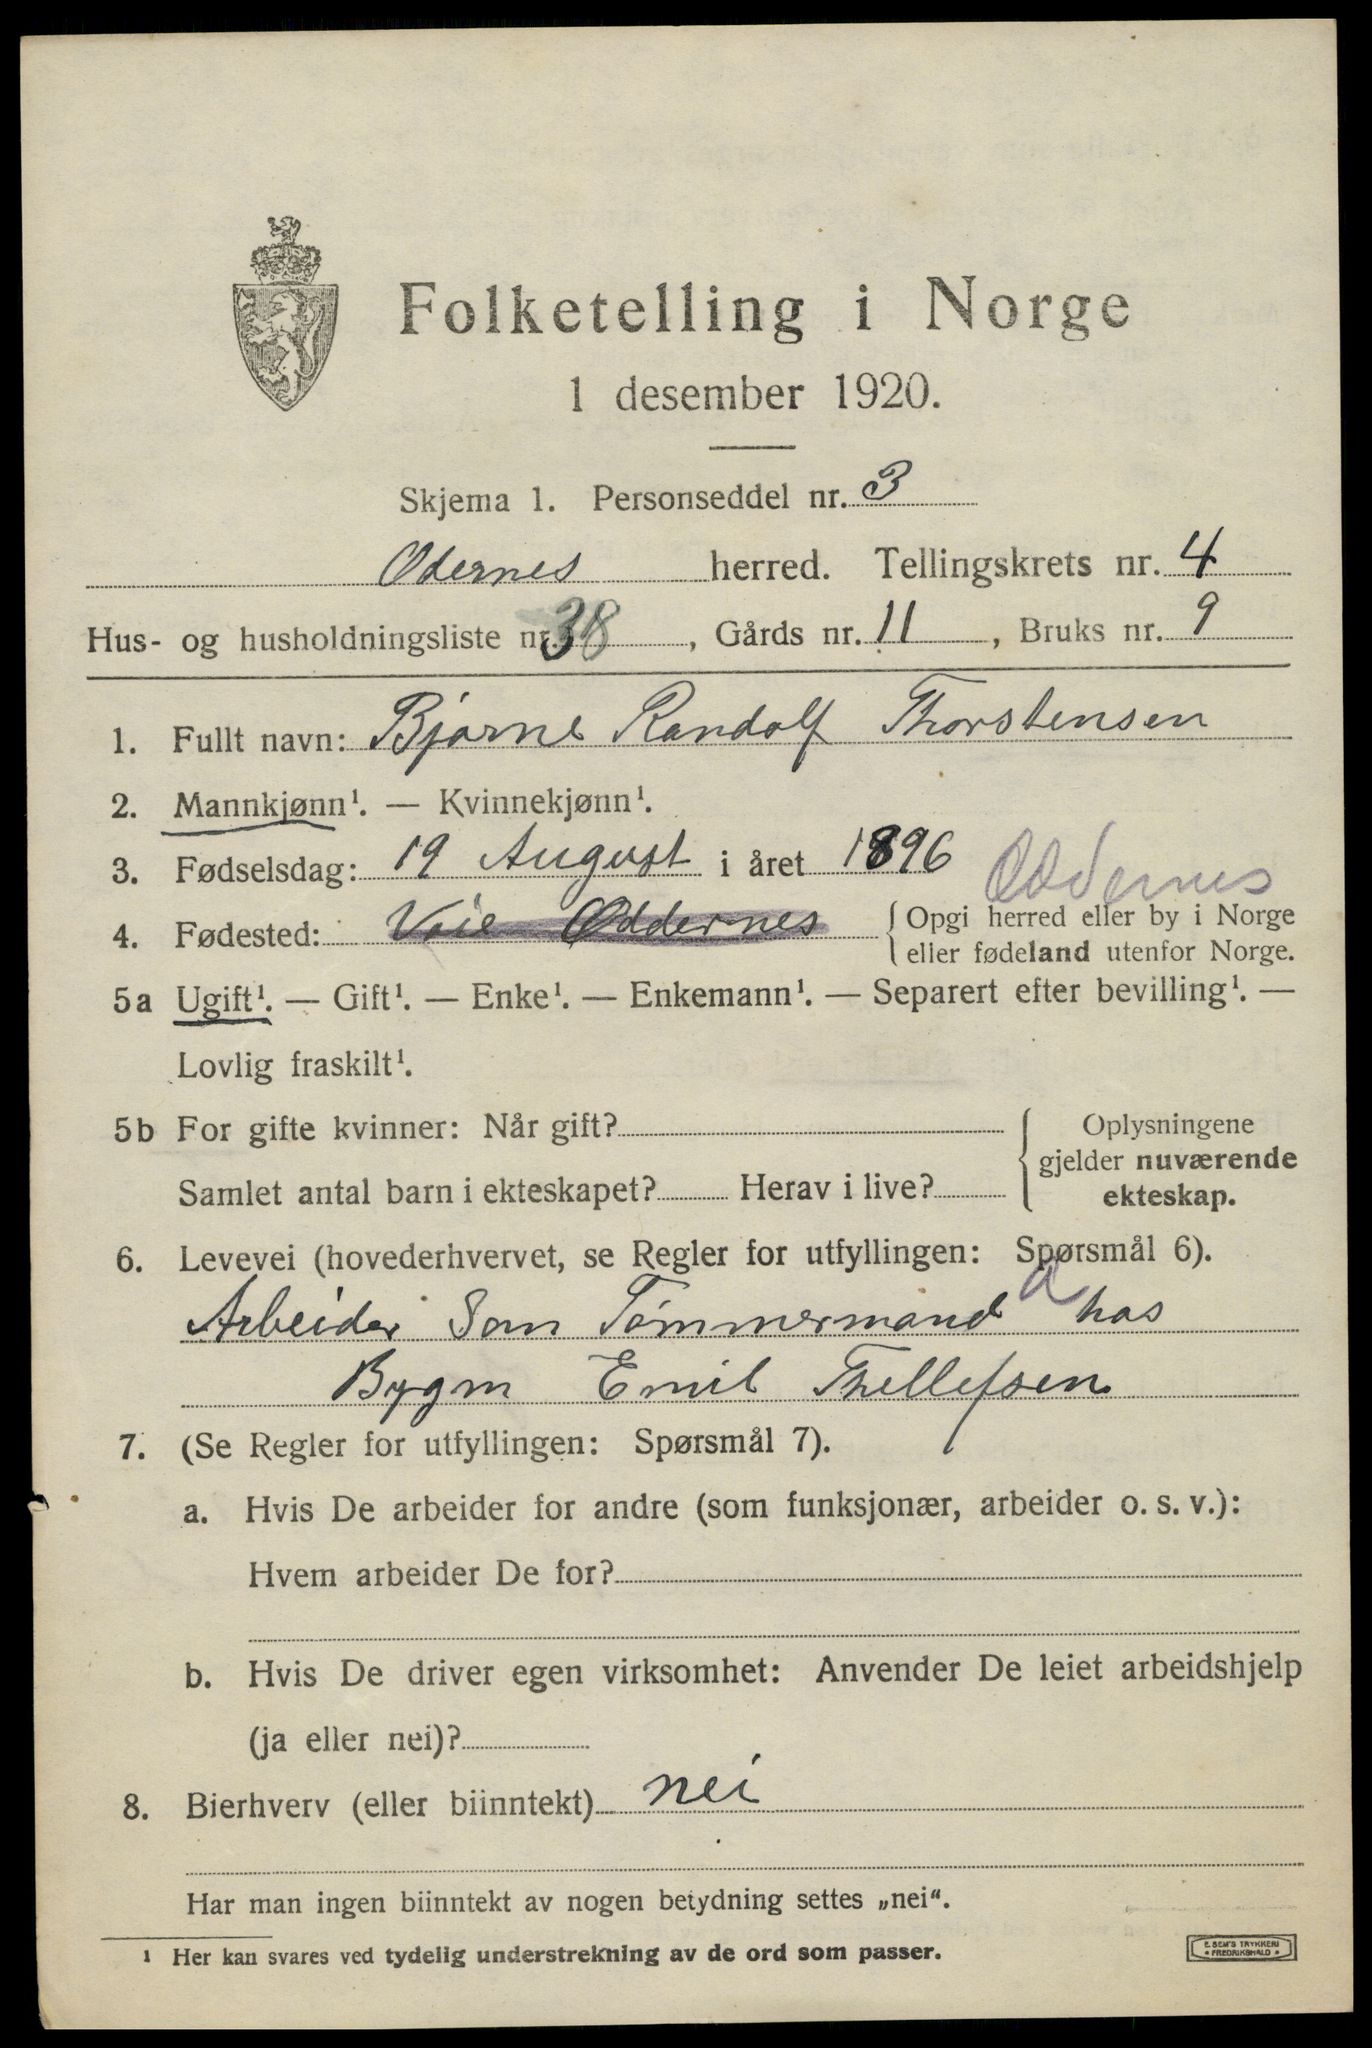 Folketelling i Norge
1 desember 1920.
Skjema 1. Personseddel nr. 3
Odernes herred. Tellingskrets nr. 4
Hus- og husholdningsliste nr. 38, Gårds nr. 11, Bruks nr. 9
1. Fullt navn: Bjarne Randolf Thorstensen
2. Mannkjønn¹. — Kvinnekjønn¹.
3. Fødselsdag: 19 August i året 1896
Oddernes
4. Fødested: Voie Oddernes { Opgi herred eller by i Norge
eller fødeland utenfor Norge.
5a Ugift¹. — Gift¹. — Enke¹. — Enkemann¹. — Separert efter bevilling¹. —
Lovlig fraskilt¹.
5b For gifte kvinner: Når gift? { Oplysningene
gjelder nuværende
Samlet antal barn i ekteskapet? Herav i live? ekteskap.
6. Levevei (hovederhvervet, se Regler for utfyllingen: Spørsmål 6).
Arbeider Som Tømmermand a hos
Bygm Emil Thellefsen
7. (Se Regler for utfyllingen: Spørsmål 7).
a. Hvis De arbeider for andre (som funksjonær, arbeider o. s. v.):
Hvem arbeider De for?
b. Hvis De driver egen virksomhet: Anvender De leiet arbeidshjelp
(ja eller nei)?
8. Bierhverv (eller biinntekt) nei
Har man ingen biinntekt av nogen betydning settes „nei“.
¹ Her kan svares ved tydelig understrekning av de ord som passer.
E. SEM'S TRYKKERI
• FREDRIKSHALD •